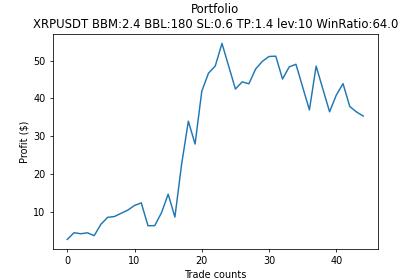 Portfolio
XRPUSDT BBM:2.4 BBL:180 SL:0.6 TP:1.4 lev:10 WinRatio:64.0
50
40
30
20
10
Profit ($)
0 10 20 30 40
Trade counts